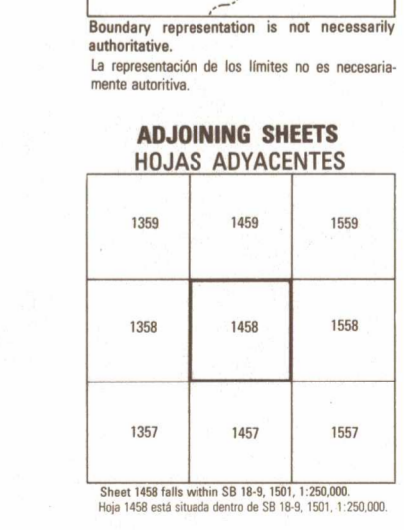 Boundary representation is not necessarily
authoritative.
La representación de los límites no es necesaria-
mente autoritiva.
ADJOINING SHEETS
HOJAS ADYACENTES
1359 1459 1559
1358 1458 1558
1357 1457 1557
Sheet 1458 falls within SB 18-9, 1501, 1:250,000.
Hoja 1458 está situada dentro de SB 18-9, 1501, 1:250,000.